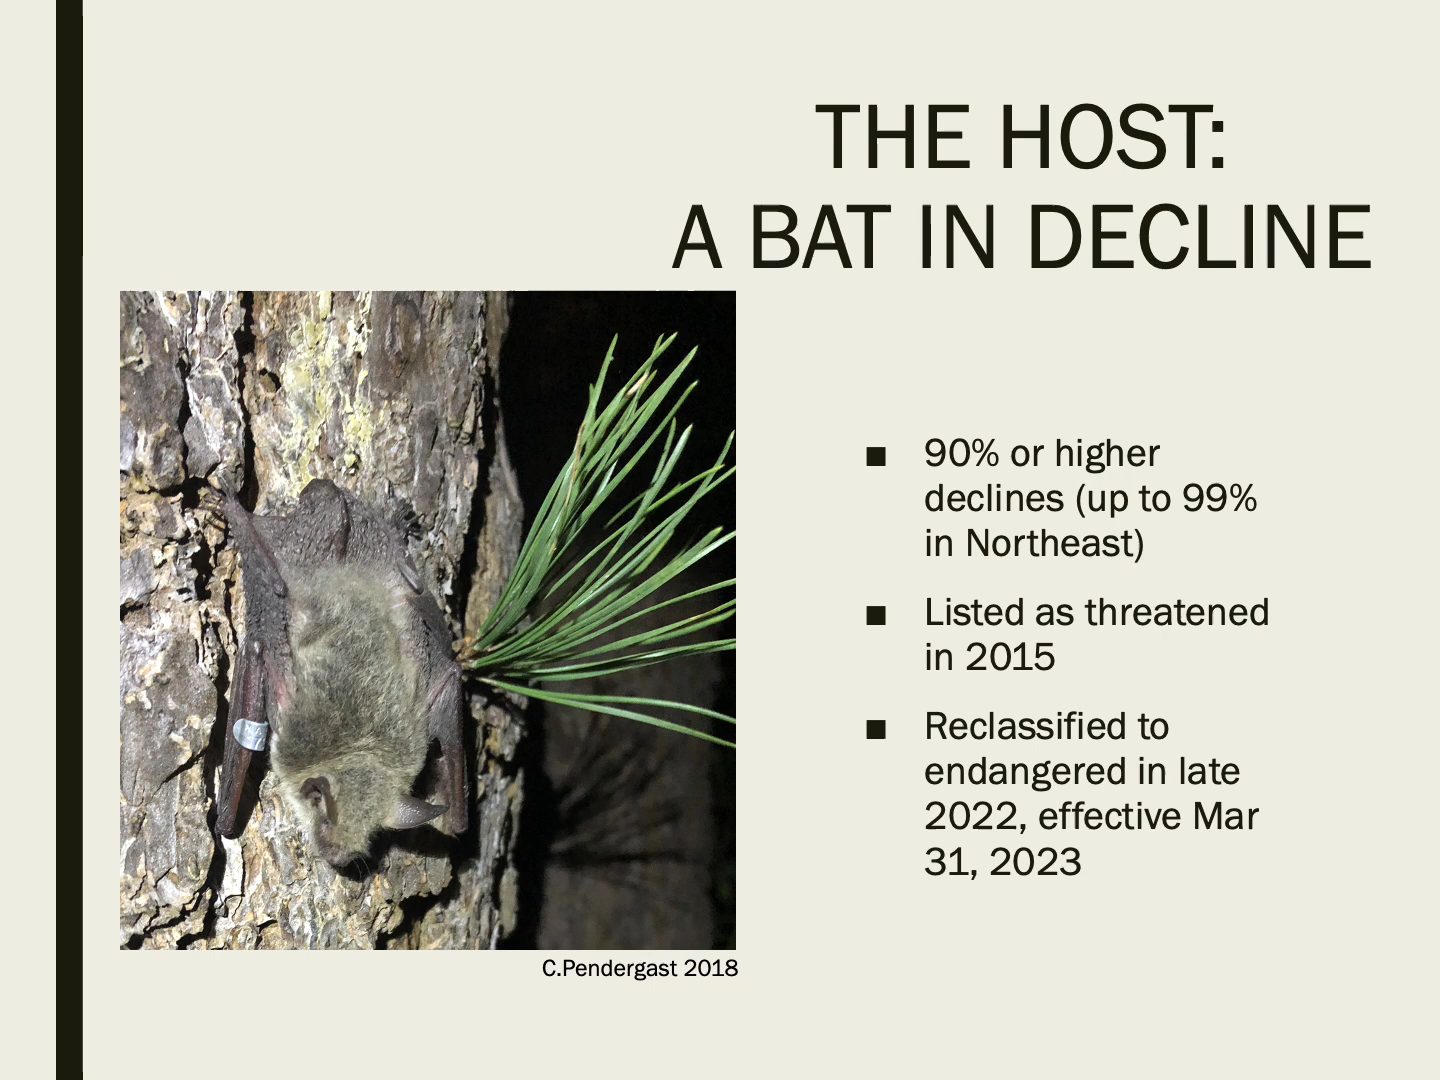 THE HOST:
A BAT IN DECLINE
■ 90% or higher
declines (up to 99%
in Northeast)
■ Listed as threatened
in 2015
■ Reclassified to
endangered in late
2022, effective Mar
31, 2023
C.Pendergast 2018